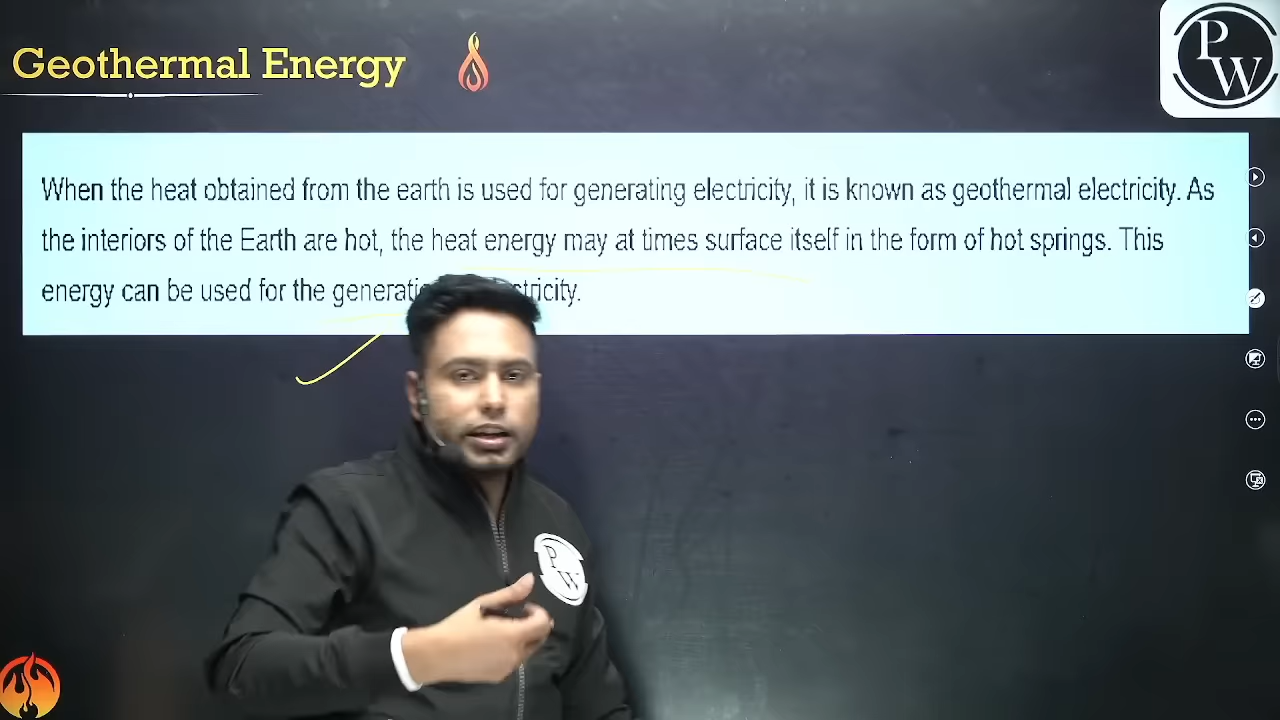 Geothermal Energy
PW
When the heat obtained from the earth is used for generating electricity, it is known as geothermal electricity. As
the interiors of the Earth are hot, the heat energy may at times surface itself in the form of hot springs. This
energy can be used for the tricity.
PW